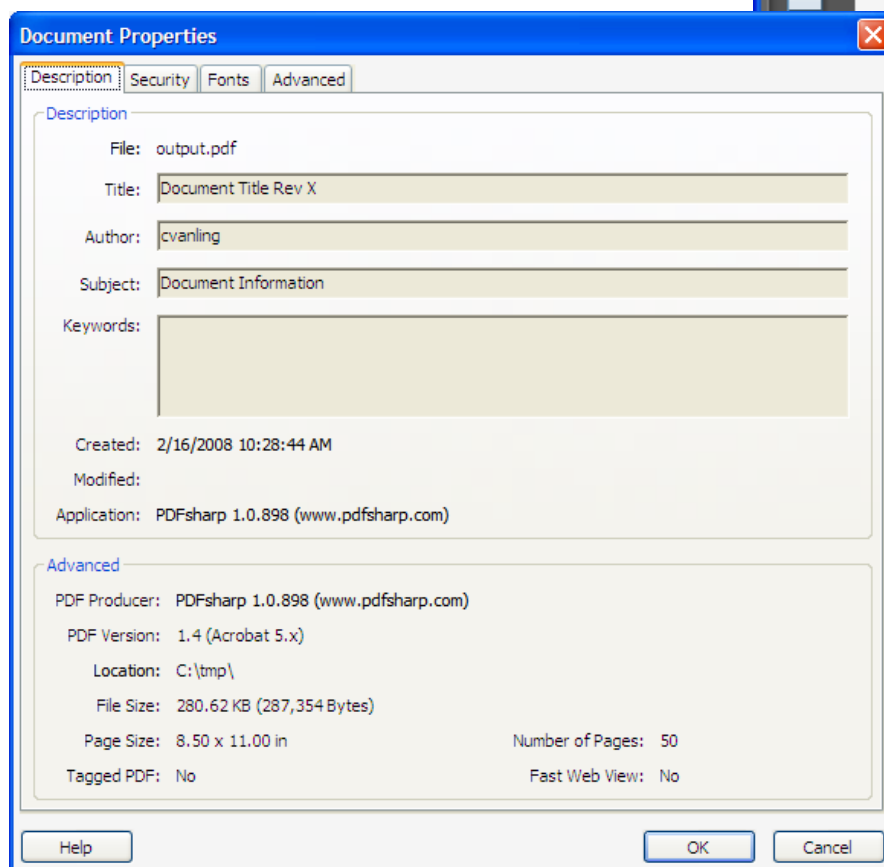 Document Properties
Description Security Fonts Advanced
Description
File: output.pdf
Title: Document Title Rev X
Author: cvanling
Subject: Document Information
Keywords:
Created: 2/16/2008 10:28:44 AM
Modified:
Application: PDFsharp 1.0.898 (www.pdfsharp.com)
Advanced
PDF Producer: PDFsharp 1.0.898 (www.pdfsharp.com)
PDF Version: 1.4 (Acrobat 5.x)
Location: C:\tmp\
File Size: 280.62 KB (287,354 Bytes)
Page Size: 8.50 x 11.00 in Number of Pages: 50
Tagged PDF: No Fast Web View: No
Help OK Cancel